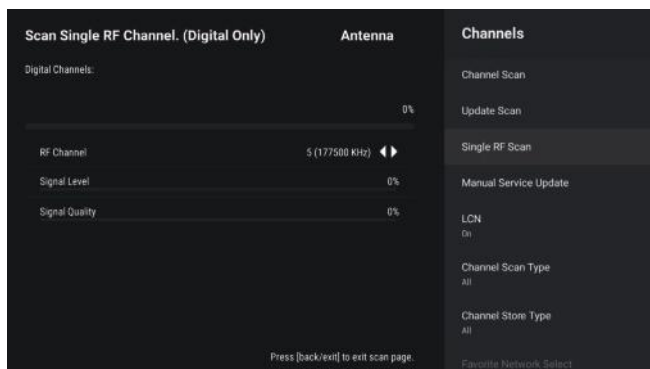 Scan Single RF Channel. (Digital Only) Antenna
Digital Channels:
0%
RF Channel 5 (177500 KHz)
Signal Level 0%
Signal Quality 0%
Press [back/exit] to exit scan page.
Channels
Channel Scan
Update Scan
Single RF Scan
Manual Service Update
LCN
On
Channel Scan Type
All
Channel Store Type
All
Favorite Network Select